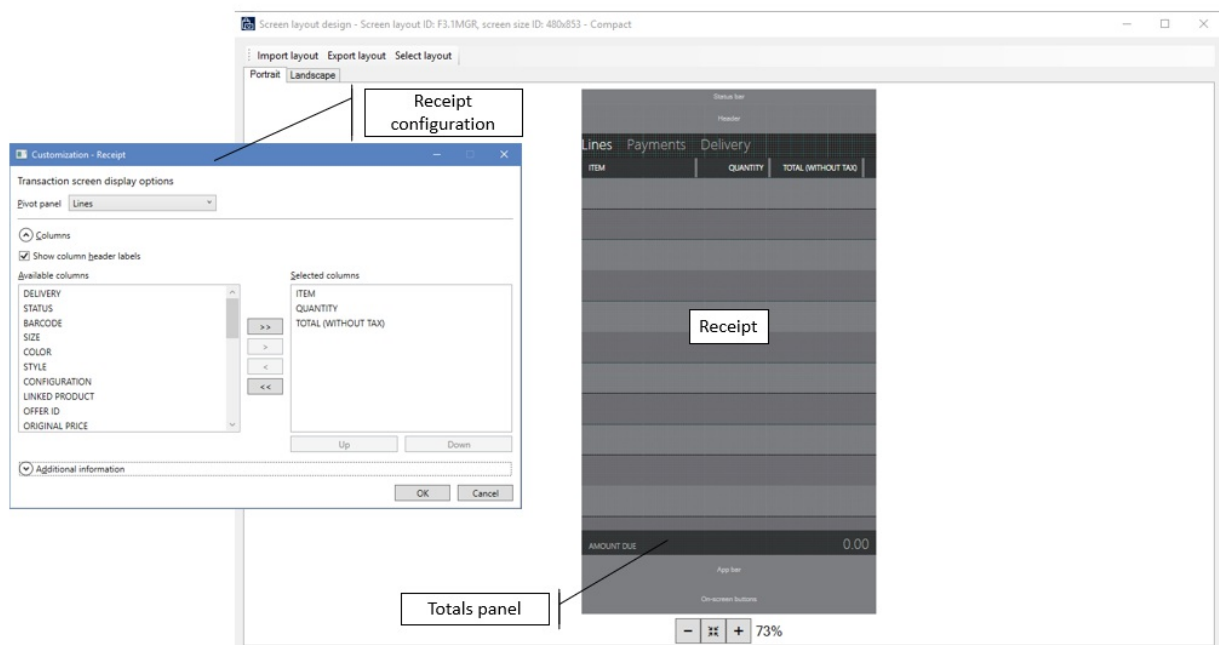 Screen layout design - Screen layout ID: F3.1MGR, screen size ID: 480x853 - Compact
Import layout Export layout Select layout
Portrait Landscape
Receipt
configuration
Customization - Receipt
Transaction screen display options
Pivot panel Lines
Columns
Show column header labels
Available columns
DELIVERY
STATUS
BARCODE
SIZE
COLOR
STYLE
CONFIGURATION
LINKED PRODUCT
OFFER ID
ORIGINAL PRICE
>>
>
<
<<
Selected columns
ITEM
QUANTITY
TOTAL (WITHOUT TAX)
Up Down
Additional information
OK Cancel
Status bar
Header
Lines Payments Delivery
ITEM QUANTITY TOTAL (WITHOUT TAX)
Receipt
AMOUNT DUE 0.00
App bar
On-screen buttons
Totals panel
73%